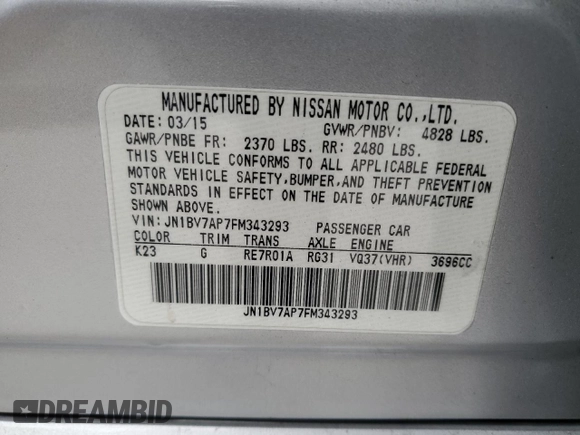 MANUFACTURED BY NISSAN MOTOR CO.,LTD.
DATE: 03/15 GVWR/PNBV: 4828 LBS.
GAWR/PNBE FR: 2370 LBS. RR: 2480 LBS.
THIS VEHICLE CONFORMS TO ALL APPLICABLE FEDERAL
MOTOR VEHICLE SAFETY,BUMPER,AND THEFT PREVENTION
STANDARDS IN EFFECT ON THE DATE OF MANUFACTURE
SHOWN ABOVE.
VIN: JN1BV7AP7FM343293 PASSENGER CAR
COLOR TRIM TRANS AXLE ENGINE
K23 G RE7R01A RG31 VQ37(VHR) 3696CC
JN1BV7AP7FM343293
DREAMBID